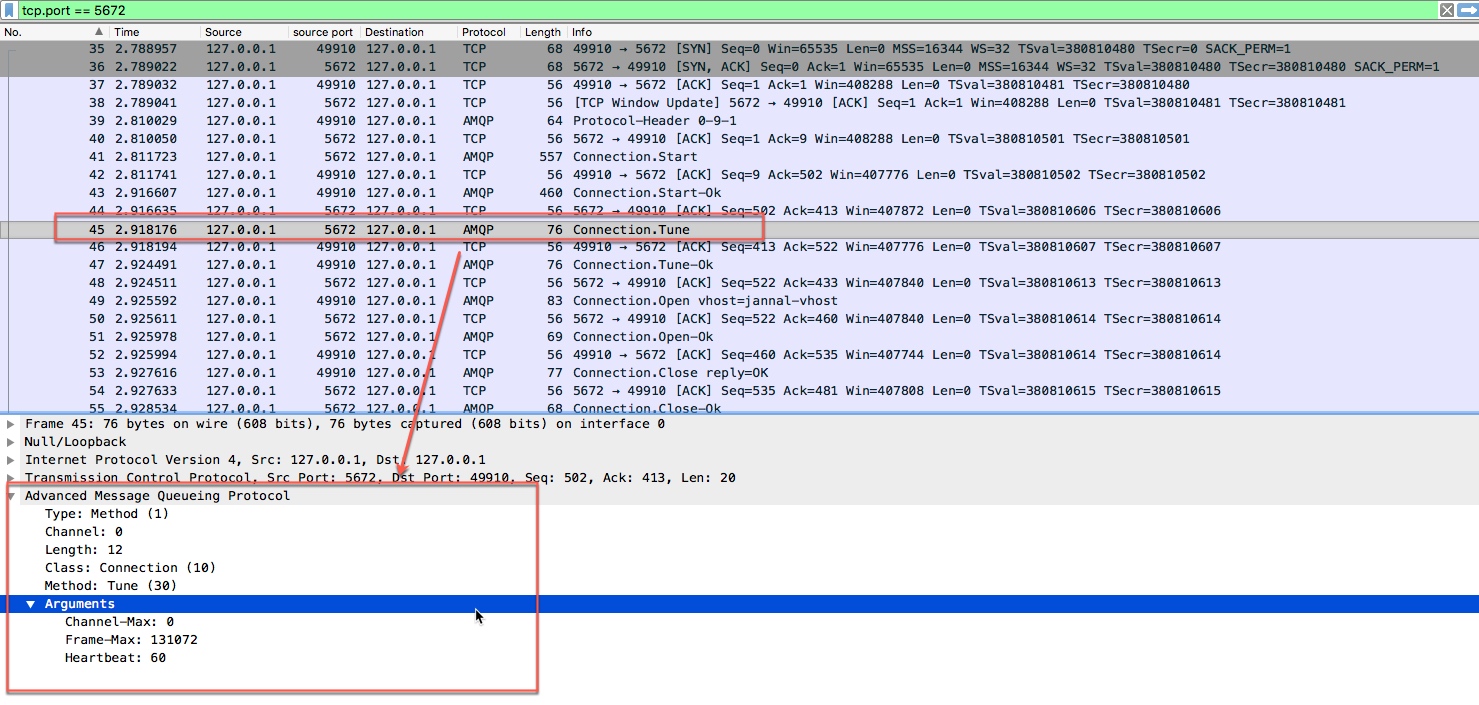 tcp.port == 5672
No. Time Source source port Destination Protocol Length Info
35 2.788957 127.0.0.1 49910 127.0.0.1 TCP 68 49910 → 5672 [SYN] Seq=0 Win=65535 Len=0 MSS=16344 WS=32 TSval=380810480 TSecr=0 SACK_PERM=1
36 2.789022 127.0.0.1 5672 127.0.0.1 TCP 68 5672 → 49910 [SYN, ACK] Seq=0 Ack=1 Win=65535 Len=0 MSS=16344 WS=32 TSval=380810480 TSecr=380810480 SACK_PERM=1
37 2.789032 127.0.0.1 49910 127.0.0.1 TCP 56 49910 → 5672 [ACK] Seq=1 Ack=1 Win=408288 Len=0 TSval=380810481 TSecr=380810480
38 2.789041 127.0.0.1 5672 127.0.0.1 TCP 56 [TCP Window Update] 5672 → 49910 [ACK] Seq=1 Ack=1 Win=408288 Len=0 TSval=380810481 TSecr=380810481
39 2.810029 127.0.0.1 49910 127.0.0.1 AMQP 64 Protocol-Header 0-9-1
40 2.810050 127.0.0.1 5672 127.0.0.1 TCP 56 5672 → 49910 [ACK] Seq=1 Ack=9 Win=408288 Len=0 TSval=380810501 TSecr=380810501
41 2.811723 127.0.0.1 5672 127.0.0.1 AMQP 557 Connection.Start
42 2.811741 127.0.0.1 49910 127.0.0.1 TCP 56 49910 → 5672 [ACK] Seq=9 Ack=502 Win=407776 Len=0 TSval=380810502 TSecr=380810502
43 2.916607 127.0.0.1 49910 127.0.0.1 AMQP 460 Connection.Start-Ok
44 2.916635 127.0.0.1 5672 127.0.0.1 TCP 56 5672 → 49910 [ACK] Seq=502 Ack=413 Win=407872 Len=0 TSval=380810606 TSecr=380810606
45 2.918176 127.0.0.1 5672 127.0.0.1 AMQP 76 Connection.Tune
46 2.918194 127.0.0.1 49910 127.0.0.1 TCP 56 49910 → 5672 [ACK] Seq=413 Ack=522 Win=407776 Len=0 TSval=380810607 TSecr=380810607
47 2.924491 127.0.0.1 49910 127.0.0.1 AMQP 76 Connection.Tune-Ok
48 2.924511 127.0.0.1 5672 127.0.0.1 TCP 56 5672 → 49910 [ACK] Seq=522 Ack=433 Win=407840 Len=0 TSval=380810613 TSecr=380810613
49 2.925592 127.0.0.1 49910 127.0.0.1 AMQP 83 Connection.Open vhost=jannal-vhost
50 2.925611 127.0.0.1 5672 127.0.0.1 TCP 56 5672 → 49910 [ACK] Seq=522 Ack=460 Win=407840 Len=0 TSval=380810614 TSecr=380810614
51 2.925978 127.0.0.1 5672 127.0.0.1 AMQP 69 Connection.Open-Ok
52 2.925994 127.0.0.1 49910 127.0.0.1 TCP 56 49910 → 5672 [ACK] Seq=460 Ack=535 Win=407744 Len=0 TSval=380810614 TSecr=380810614
53 2.927616 127.0.0.1 49910 127.0.0.1 AMQP 77 Connection.Close reply=OK
54 2.927633 127.0.0.1 5672 127.0.0.1 TCP 56 5672 → 49910 [ACK] Seq=535 Ack=481 Win=407808 Len=0 TSval=380810615 TSecr=380810615
55 2.928534 127.0.0.1 5672 127.0.0.1 AMQP 68 Connection.Close-Ok
Frame 45: 76 bytes on wire (608 bits), 76 bytes captured (608 bits) on interface 0
Null/Loopback
Internet Protocol Version 4, Src: 127.0.0.1, Dst: 127.0.0.1
Transmission Control Protocol, Src Port: 5672, Dst Port: 49910, Seq: 502, Ack: 413, Len: 20
Advanced Message Queueing Protocol
Type: Method (1)
Channel: 0
Length: 12
Class: Connection (10)
Method: Tune (30)
Arguments
Channel-Max: 0
Frame-Max: 131072
Heartbeat: 60